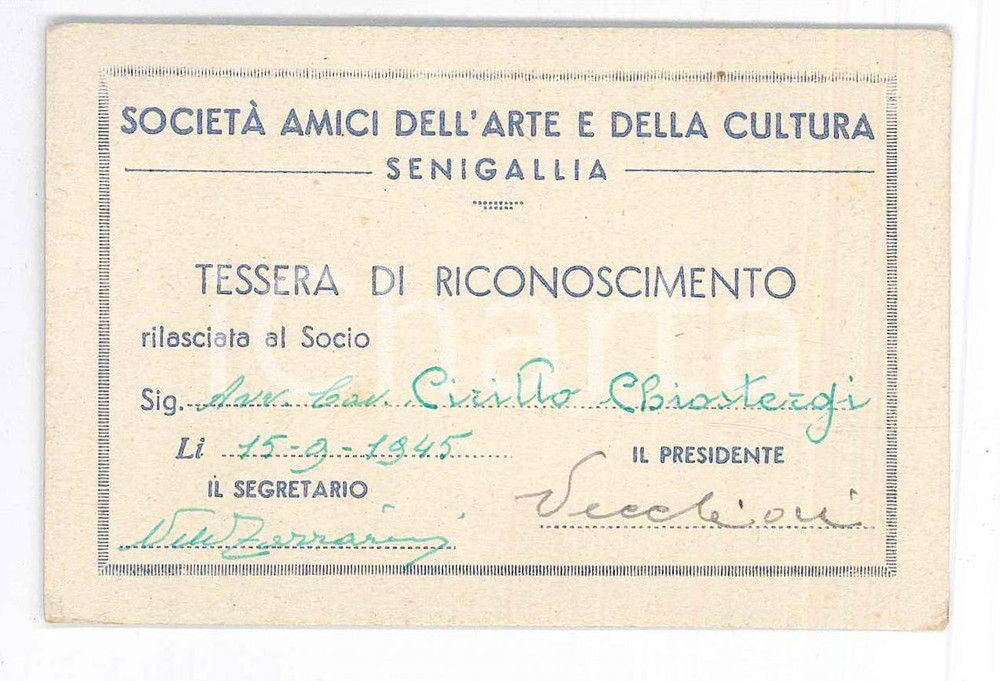 SOCIETÀ AMICI DELL'ARTE E DELLA CULTURA
SENIGALLIA
TESSERA DI RICONOSCIMENTO
rilasciata al Socio
Sig. Avv. Cav. Cirillo Chiostergi
Li 15-9-1945
IL PRESIDENTE
IL SEGRETARIO
Vecchioni